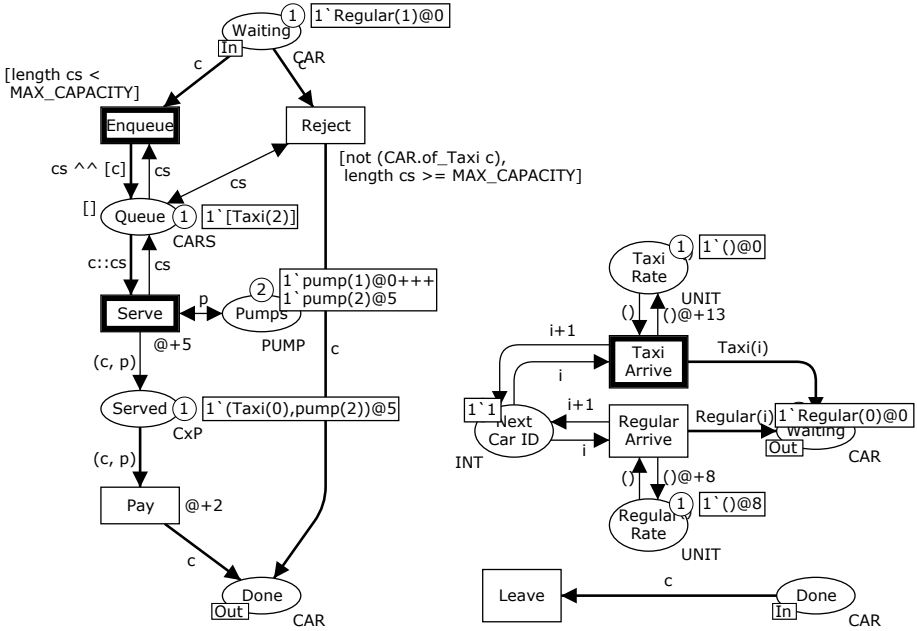 Waiting
1
1`Regular(1)@0
In
CAR
c
c
[length cs <
MAX_CAPACITY]
Enqueue
Reject
cs ^^ [c]
cs
cs
[not (CAR.of_Taxi c),
length cs >= MAX_CAPACITY]
[]
Queue
1
1`[Taxi(2)]
CARS
c::cs
cs
Serve
p
Pumps
2
1`pump(1)@0+++
1`pump(2)@5
@+5
PUMP
c
(c, p)
Served
1
1`(Taxi(0),pump(2))@5
CxP
(c, p)
Pay
@+2
c
Done
Out
CAR
Taxi
Rate
1
1`()@0
UNIT
()
()@+13
i+1
Taxi
Arrive
Taxi(i)
i
1`1
Next
Car ID
INT
i+1
i
Regular
Arrive
Regular(i)
1`Regular(0)@0
Waiting
Out
CAR
()
()@+8
Regular
Rate
1
1`()@8
UNIT
Leave
c
Done
In
CAR